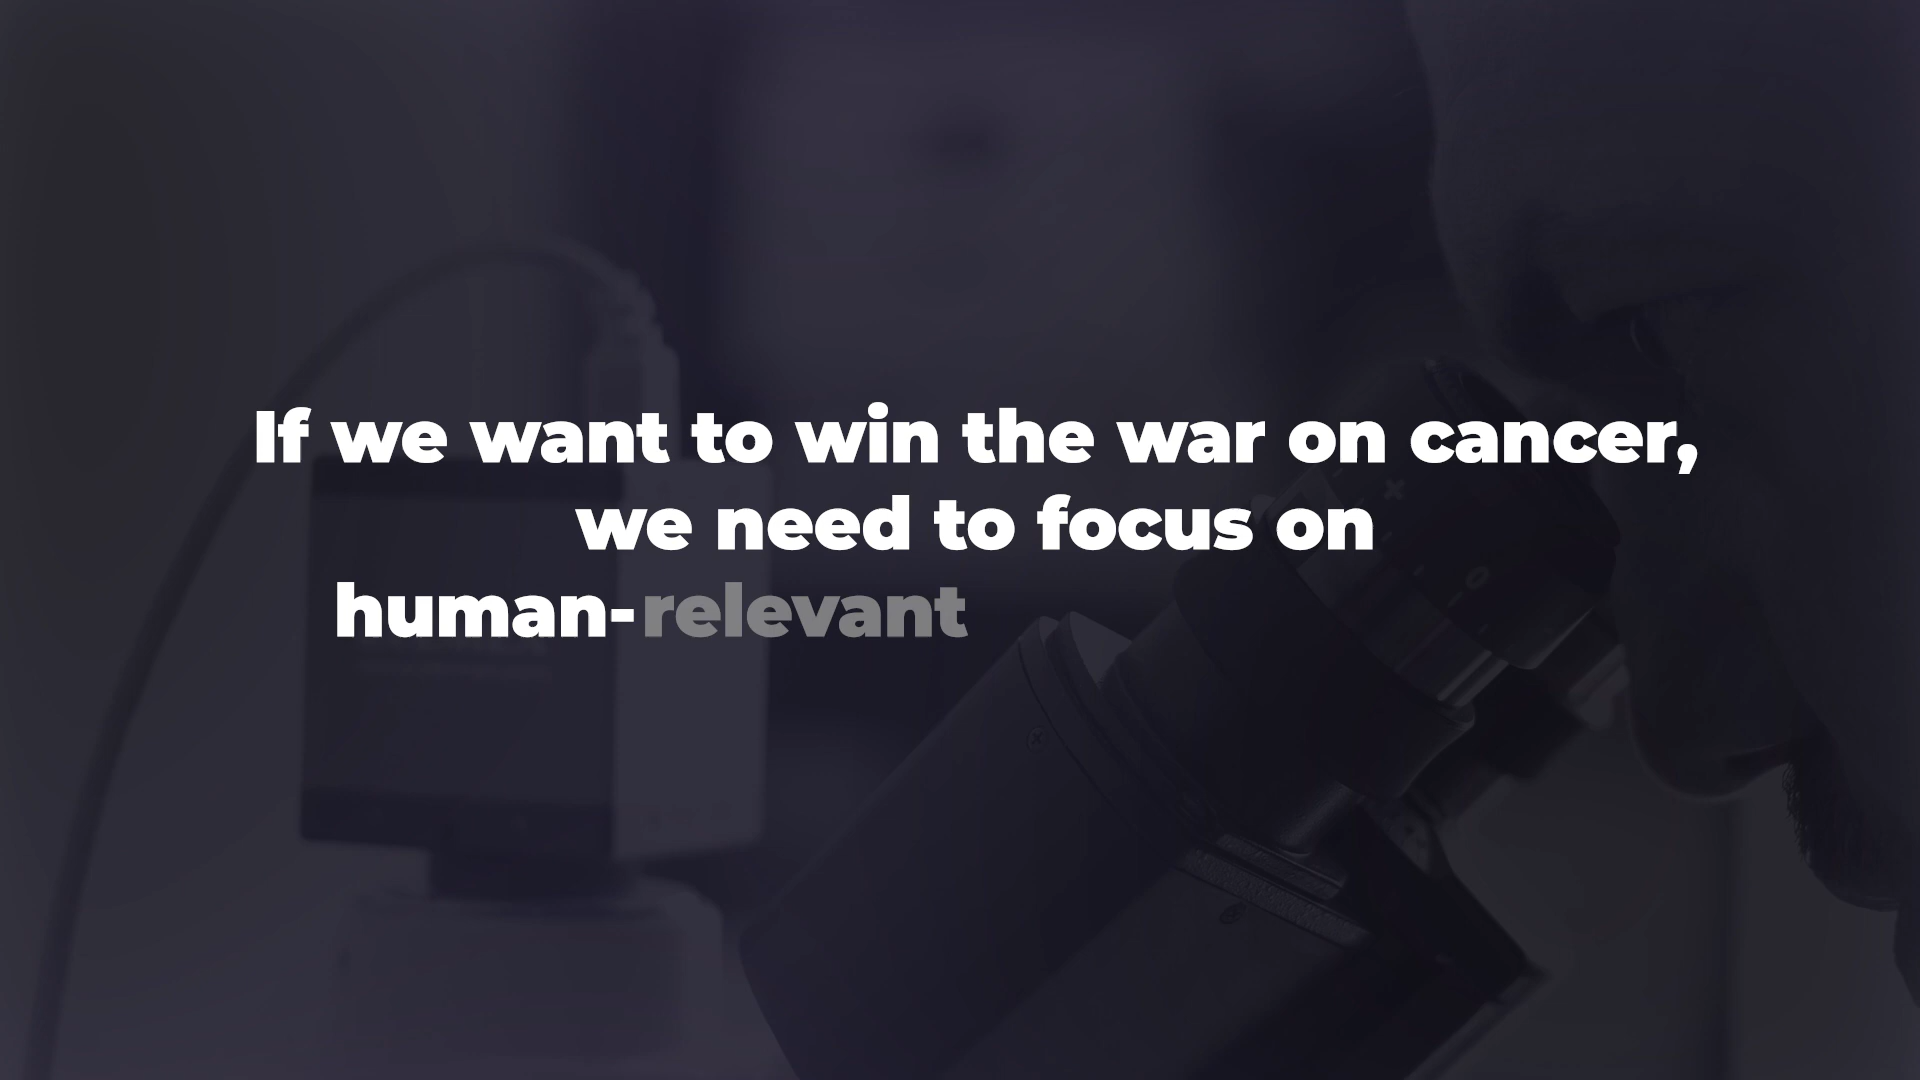 If we want to win the war on cancer,
we need to focus on
human-relevant